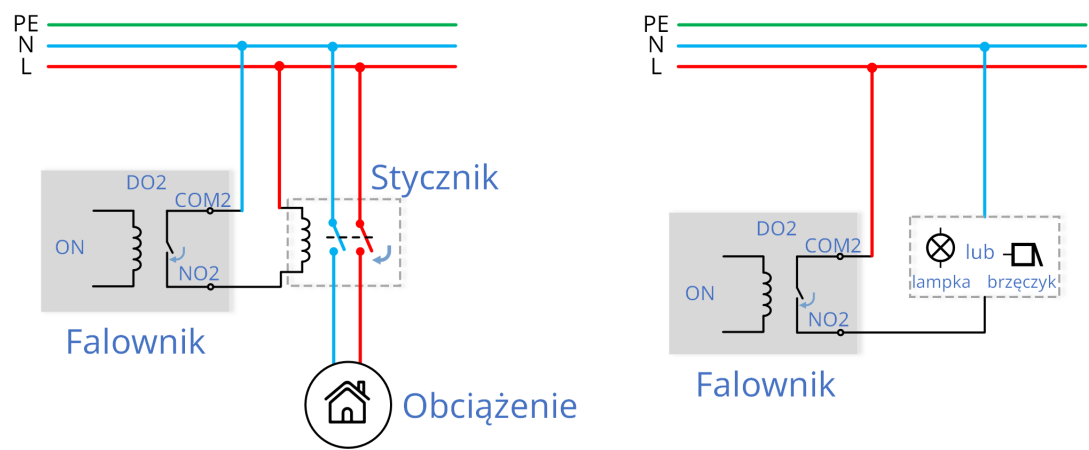 PE
N
L
Stycznik
DO2
COM2
ON
NO2
Falownik
Obciążenie
PE
N
L
DO2
COM2
ON
NO2
lub
lampka brzęczyk
Falownik